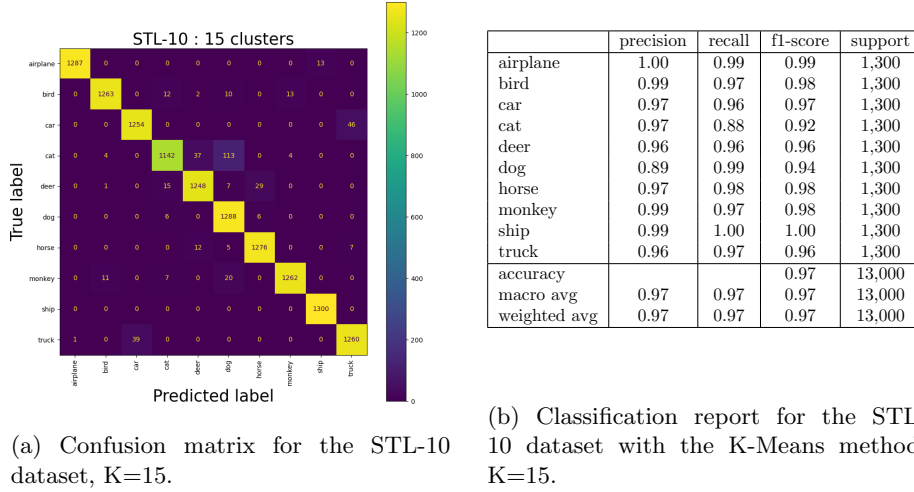 STL-10 : 15 clusters
True label
airplane 1287 0 0 0 0 0 0 0 13 0
bird 0 1263 0 12 2 10 0 13 0 0
car 0 0 1254 0 0 0 0 0 0 46
cat 0 4 0 1142 37 113 0 4 0 0
deer 0 1 0 15 1248 7 29 0 0 0
dog 0 0 0 6 0 1288 6 0 0 0
horse 0 0 0 0 12 5 1276 0 0 7
monkey 0 11 0 7 0 20 0 1262 0 0
ship 0 0 0 0 0 0 0 0 1300 0
truck 1 0 39 0 0 0 0 0 0 1260
airplane bird car cat deer dog horse monkey ship truck
Predicted label
1200
1000
800
600
400
200
0
(a) Confusion matrix for the STL-10
dataset, K=15.
precision recall f1-score support
airplane 1.00 0.99 0.99 1,300
bird 0.99 0.97 0.98 1,300
car 0.97 0.96 0.97 1,300
cat 0.97 0.88 0.92 1,300
deer 0.96 0.96 0.96 1,300
dog 0.89 0.99 0.94 1,300
horse 0.97 0.98 0.98 1,300
monkey 0.99 0.97 0.98 1,300
ship 0.99 1.00 1.00 1,300
truck 0.96 0.97 0.96 1,300
accuracy 0.97 13,000
macro avg 0.97 0.97 0.97 13,000
weighted avg 0.97 0.97 0.97 13,000
(b) Classification report for the STL
10 dataset with the K-Means method
K=15.